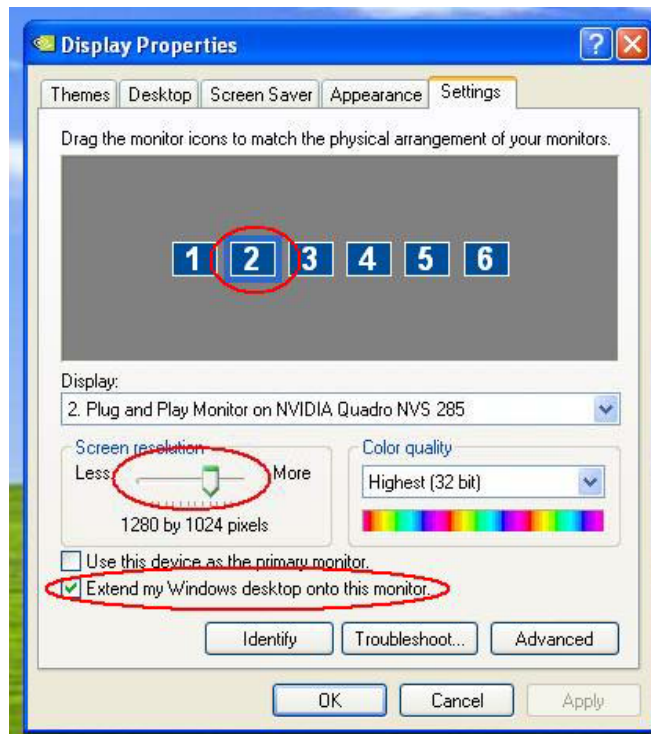 Display Properties
Themes Desktop Screen Saver Appearance Settings
Drag the monitor icons to match the physical arrangement of your monitors.
1 2 3 4 5 6
Display:
2. Plug and Play Monitor on NVIDIA Quadro NVS 285
Screen resolution Color quality
Less More Highest (32 bit)
1280 by 1024 pixels
Use this device as the primary monitor.
Extend my Windows desktop onto this monitor.
Identify Troubleshoot... Advanced
OK Cancel Apply